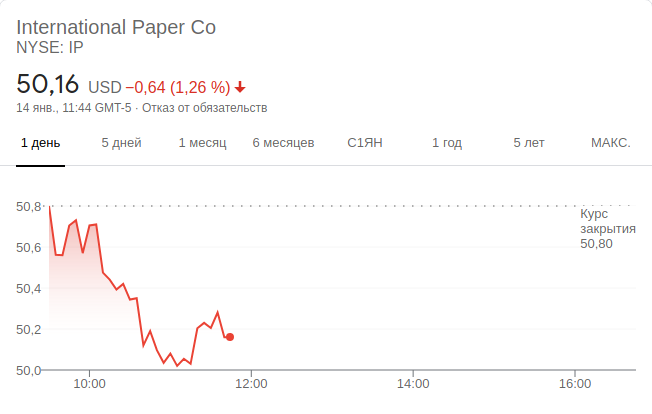 International Paper Co
NYSE: IP
50,16 USD −0,64 (1,26 %)
14 янв., 11:44 GMT-5 · Отказ от обязательств
1 день 5 дней 1 месяц 6 месяцев С1ЯН 1 год 5 лет МАКС.
50,8
Курс
закрытия
50,80
50,6
50,4
50,2
50,0
10:00 12:00 14:00 16:00